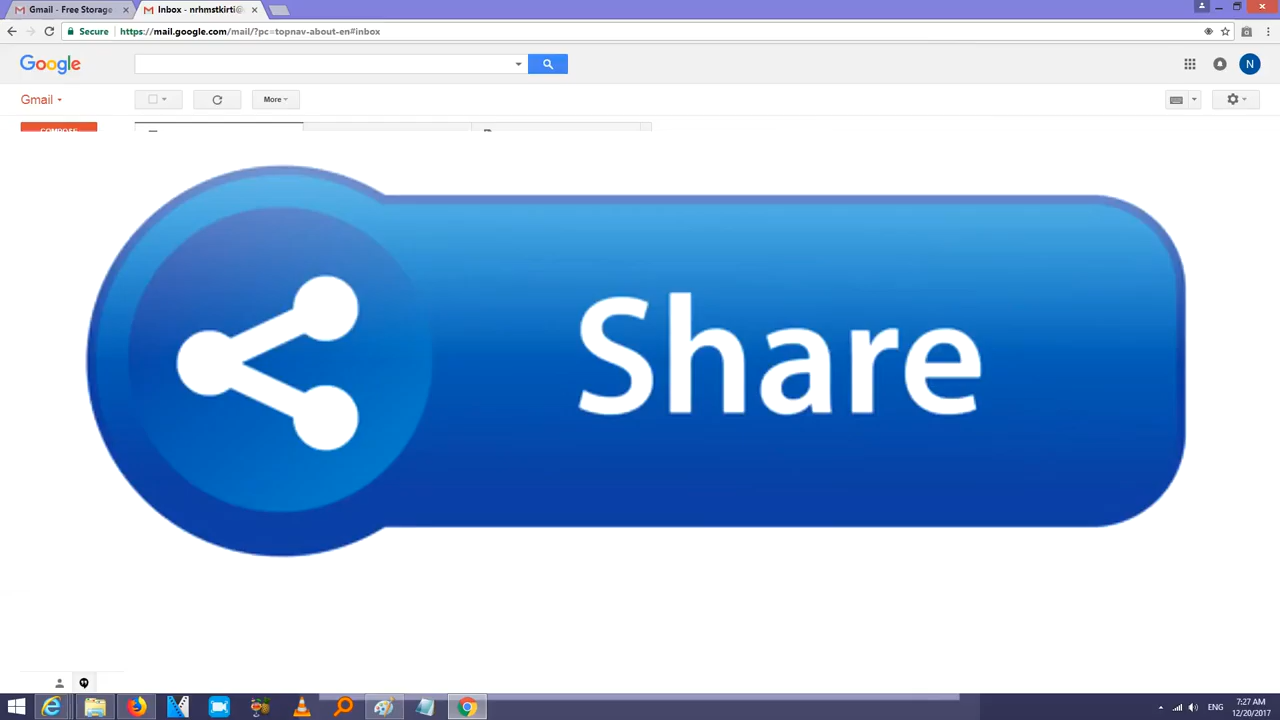 Gmail - Free Storage
Inbox - nrhmstkirti@
Secure https://mail.google.com/mail/?pc=topnav-about-en#inbox
Google
N
Gmail
More
COMPOSE
Share
ENG
7:27 AM
12/20/2017